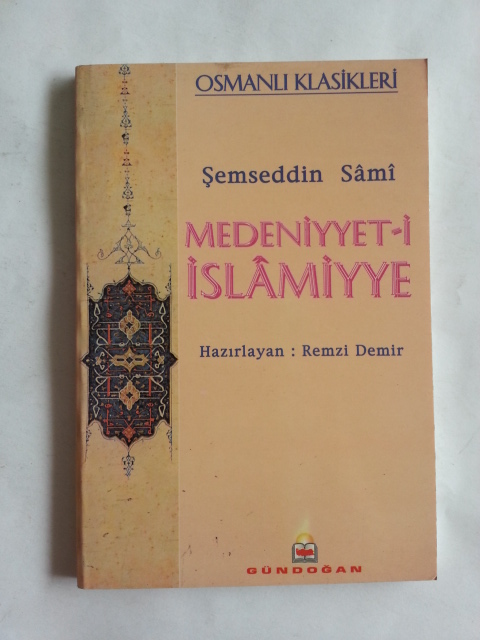 OSMANLI KLASİKLERİ
Şemseddin Sâmî
MEDENİYYET-İ
İSLÂMİYYE
Hazırlayan : Remzi Demir
GÜNDOĞAN